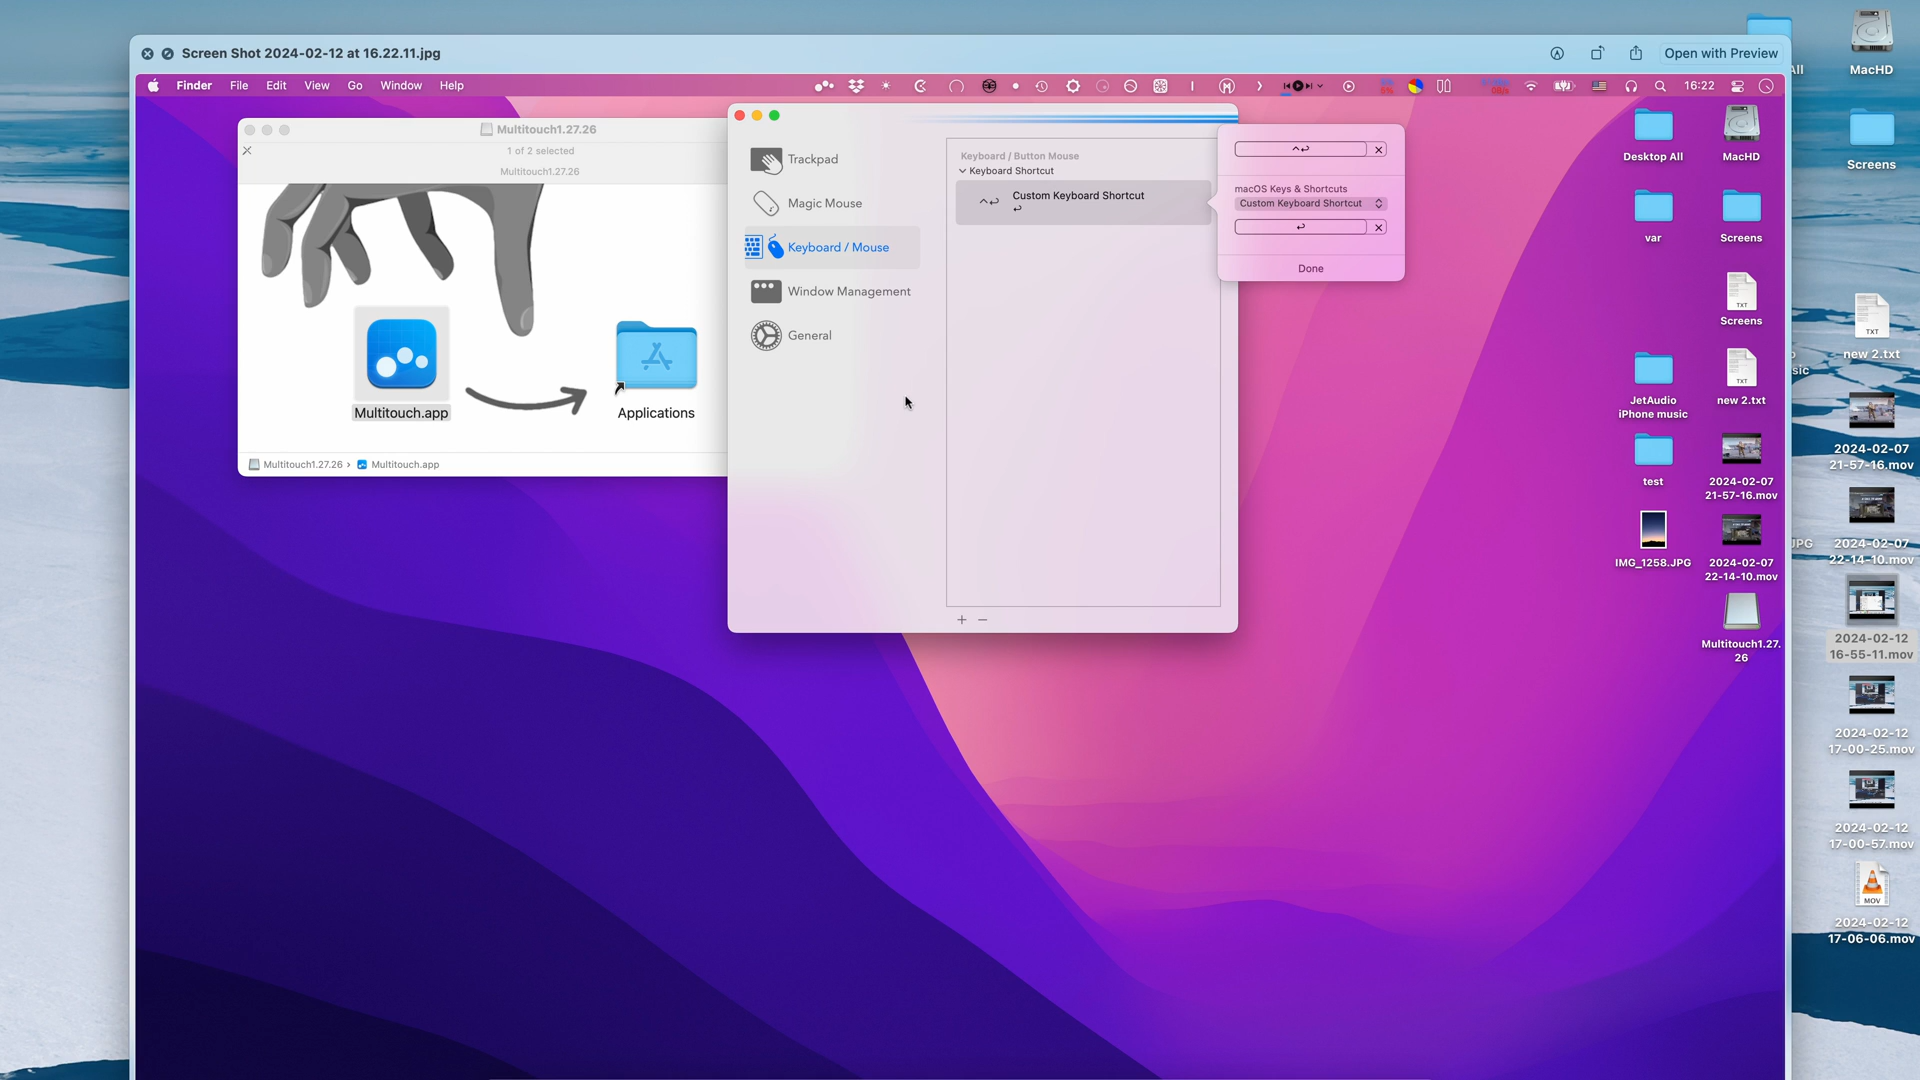 Screen Shot 2024-02-12 at 16.22.11.jpg
Open with Preview
Finder File Edit View Go Window Help
16:22
Multitouch1.27.26
1 of 2 selected
Multitouch1.27.26
Multitouch.app
Applications
Multitouch1.27.26 › Multitouch.app
Trackpad
Magic Mouse
Keyboard / Mouse
Window Management
General
Keyboard / Button Mouse
Keyboard Shortcut
^↩ Custom Keyboard Shortcut
↩
+ −
^↩
macOS Keys & Shortcuts
Custom Keyboard Shortcut
↩
Done
Desktop All
MacHD
var
Screens
TXT
Screens
JetAudio
iPhone music
TXT
new 2.txt
test
2024-02-07
21-57-16.mov
IMG_1258.JPG
2024-02-07
22-14-10.mov
Multitouch1.27.
26
All
MacHD
Screens
TXT
new 2.txt
sic
2024-02-07
21-57-16.mov
JPG
2024-02-07
22-14-10.mov
2024-02-12
16-55-11.mov
2024-02-12
17-00-25.mov
2024-02-12
17-00-57.mov
MOV
2024-02-12
17-06-06.mov